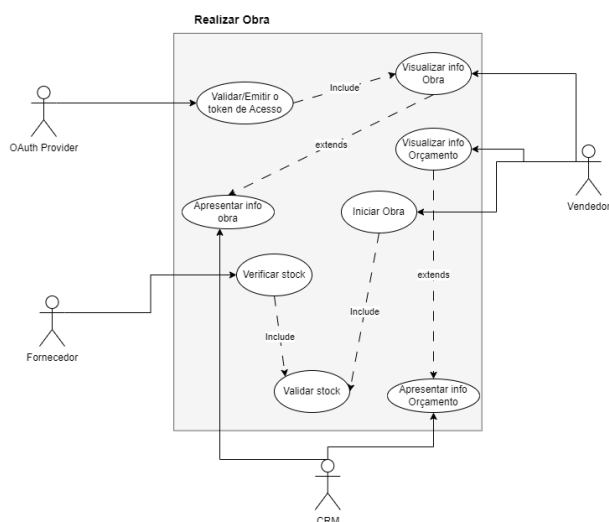 Realizar Obra
Visualizar info
Obra
Include
Validar/Emitir o
token de Acesso
OAuth Provider
extends
Visualizar info
Orçamento
Vendedor
Apresentar info
obra
Iniciar Obra
Verificar stock
extends
Include
Include
Fornecedor
Validar stock
Apresentar info
Orçamento
CRM